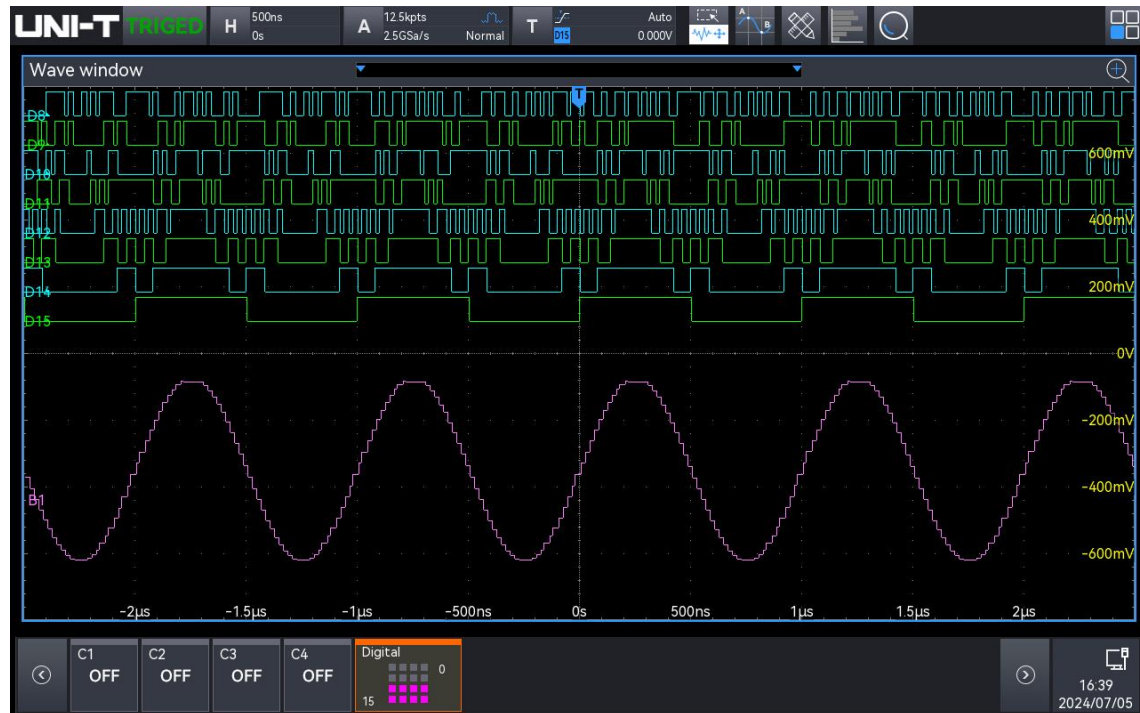 UNI-T TRIGED H 500ns A 12.5kpts T Auto
0s 2.5GSa/s Normal D15 0.000V
A B
Wave window
T
D8
D9
600mV
D10
D11
400mV
D12
D13
200mV
D14
D15
0V
-200mV
B1
-400mV
-600mV
-2µs -1.5µs -1µs -500ns 0s 500ns 1µs 1.5µs 2µs
C1 C2 C3 C4 Digital
OFF OFF OFF OFF 0
15
16:39
2024/07/05